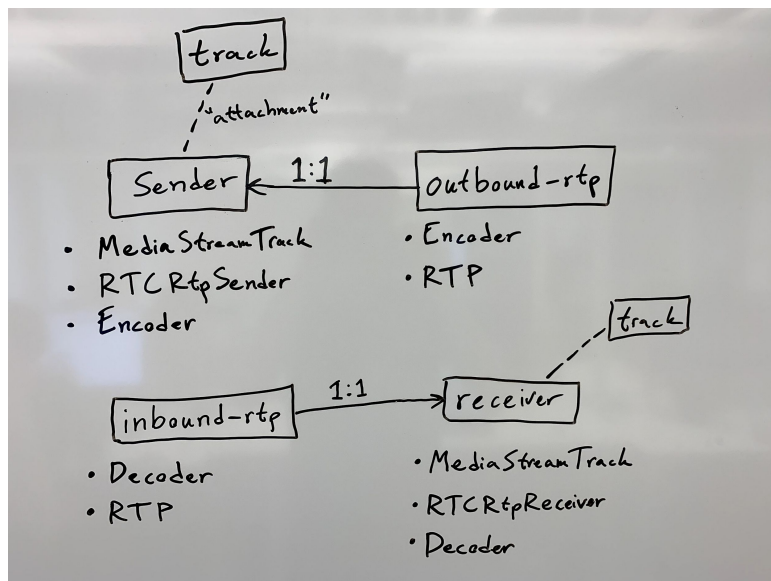 track
"attachment"
Sender
1:1
outbound-rtp
• MediaStreamTrack
• RTCRtpSender
• Encoder
• Encoder
• RTP
track
inbound-rtp
1:1
receiver
• Decoder
• RTP
• MediaStreamTrack
• RTCRtpReceiver
• Decoder